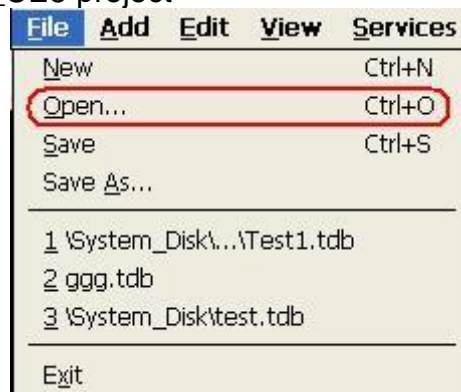 project
File Add Edit View Services
New Ctrl+N
Open... Ctrl+O
Save Ctrl+S
Save As...
1 \System_Disk\...\Test1.tdb
2 ggg.tdb
3 \System_Disk\test.tdb
Exit